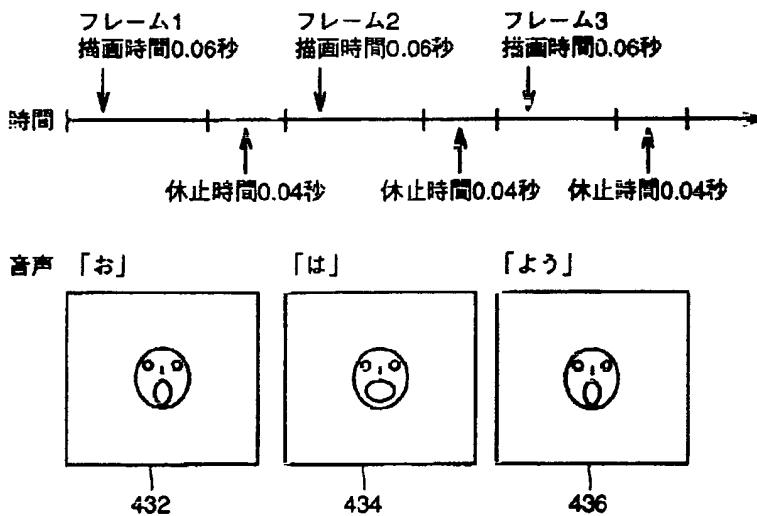 フレーム1 フレーム2 フレーム3
描画時間0.06秒 描画時間0.06秒 描画時間0.06秒
時間
休止時間0.04秒 休止時間0.04秒 休止時間0.04秒
音声 「お」 「は」 「よう」
432 434 436